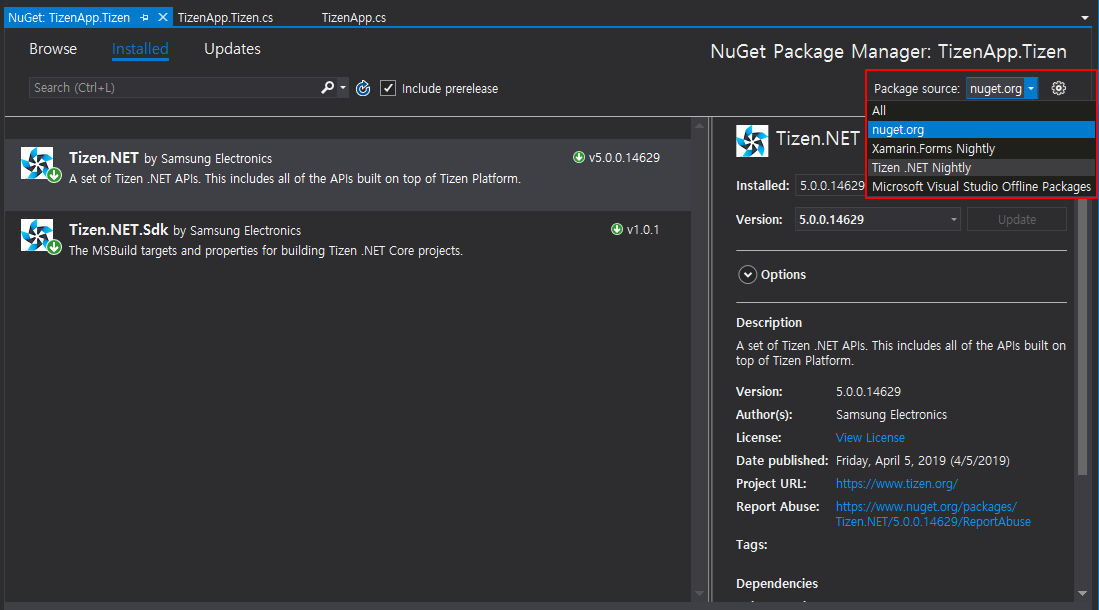 NuGet: TizenApp.Tizen
TizenApp.Tizen.cs
TizenApp.cs
Browse
Installed
Updates
NuGet Package Manager: TizenApp.Tizen
Search (Ctrl+L)
Include prerelease
Package source:
nuget.org
All
nuget.org
Xamarin.Forms Nightly
Tizen .NET Nightly
Microsoft Visual Studio Offline Packages
Tizen.NET by Samsung Electronics
v5.0.0.14629
A set of Tizen .NET APIs. This includes all of the APIs built on top of Tizen Platform.
Tizen.NET.Sdk by Samsung Electronics
v1.0.1
The MSBuild targets and properties for building Tizen .NET Core projects.
Tizen.NET
Installed: 5.0.0.14629
Version: 5.0.0.14629
Update
Options
Description
A set of Tizen .NET APIs. This includes all of the APIs built on
top of Tizen Platform.
Version: 5.0.0.14629
Author(s): Samsung Electronics
License: View License
Date published: Friday, April 5, 2019 (4/5/2019)
Project URL: https://www.tizen.org/
Report Abuse: https://www.nuget.org/packages/
Tizen.NET/5.0.0.14629/ReportAbuse
Tags:
Dependencies